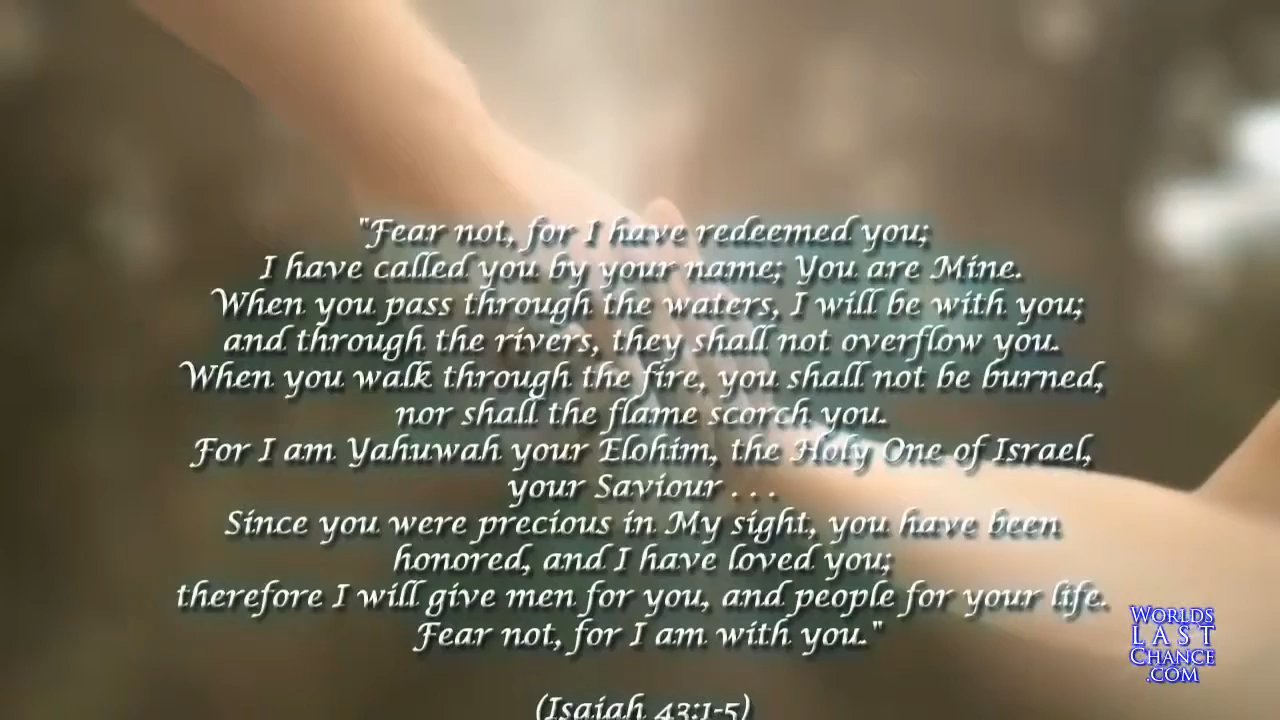 "Fear not, for I have redeemed you;
I have called you by your name; You are Mine.
When you pass through the waters, I will be with you;
and through the rivers, they shall not overflow you.
When you walk through the fire, you shall not be burned,
nor shall the flame scorch you.
For I am Yahuwah your Elohim, the Holy One of Israel,
your Saviour . . .
Since you were precious in My sight, you have been
honored, and I have loved you;
therefore I will give men for you, and people for your life.
Fear not, for I am with you."
(Isaiah 43:1-5)
WORLDS
LAST
CHANCE
.COM